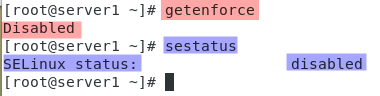 [root@server1 ~]# getenforce
Disabled
[root@server1 ~]# sestatus
SELinux status:                 disabled
[root@server1 ~]#